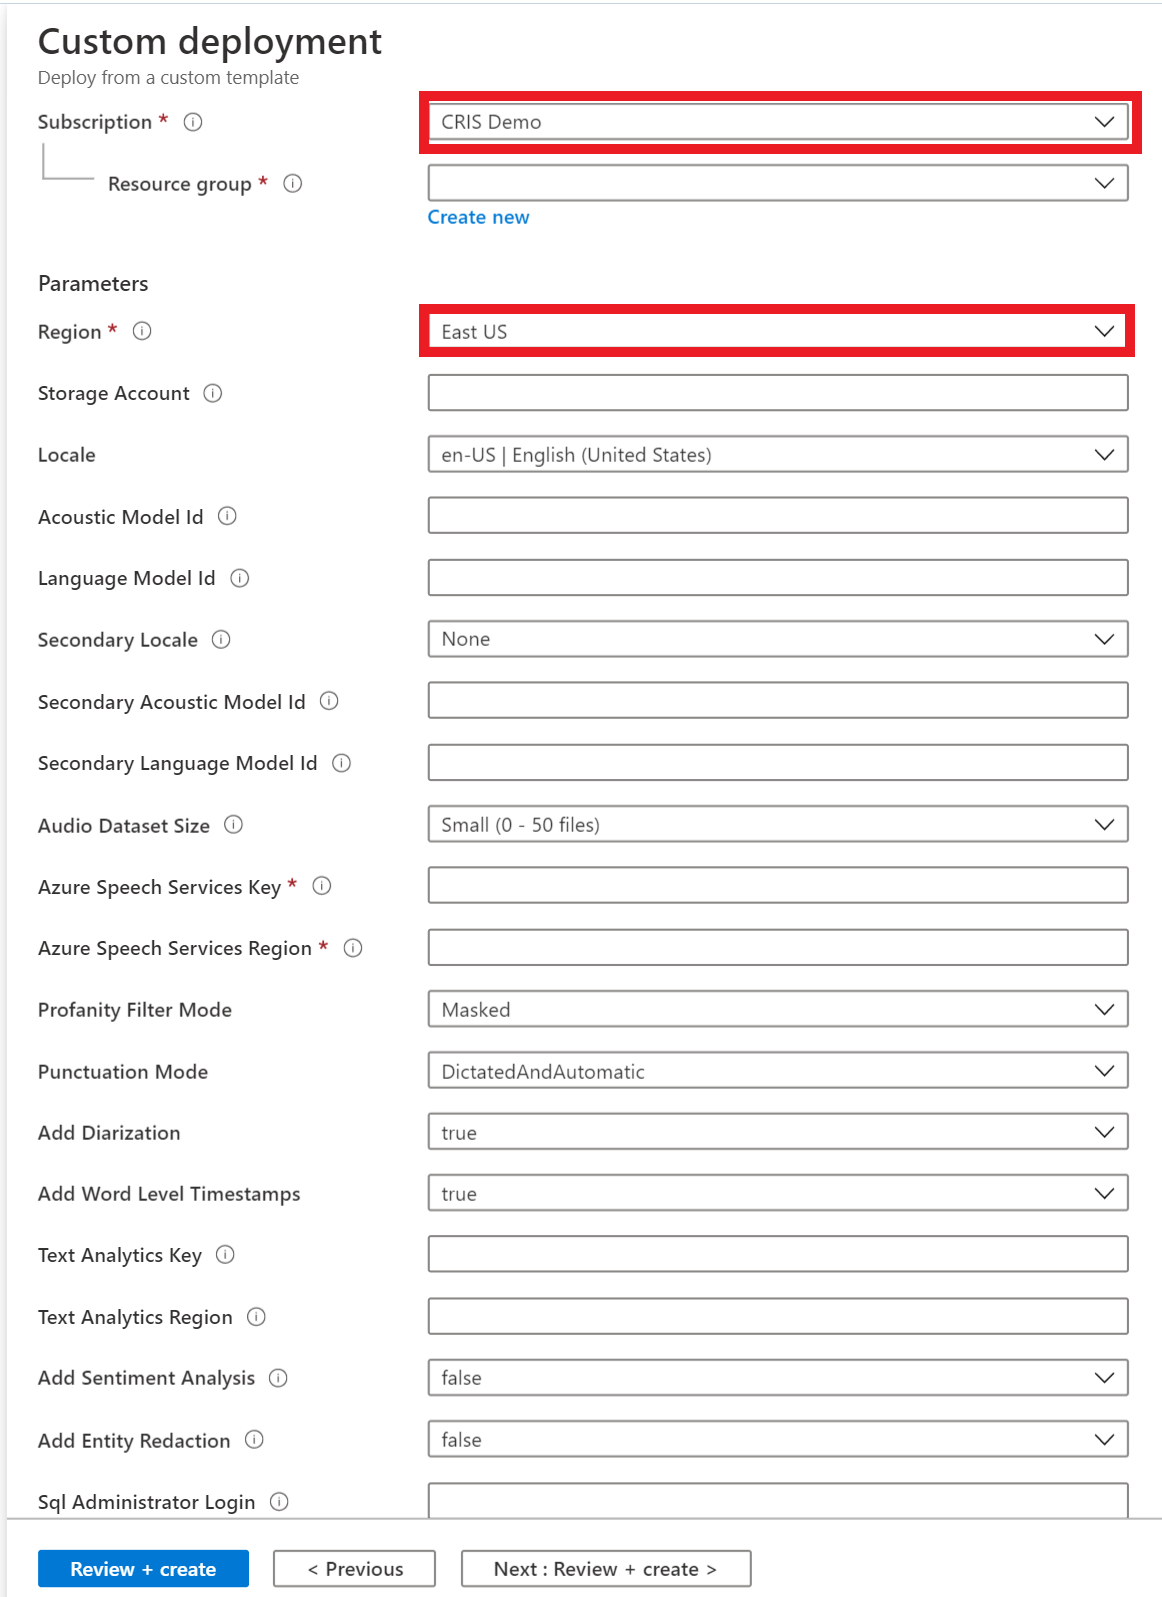 Custom deployment
Deploy from a custom template
Subscription * CRIS Demo
Resource group *
Create new
Parameters
Region * East US
Storage Account
Locale en-US | English (United States)
Acoustic Model Id
Language Model Id
Secondary Locale None
Secondary Acoustic Model Id
Secondary Language Model Id
Audio Dataset Size Small (0 - 50 files)
Azure Speech Services Key *
Azure Speech Services Region *
Profanity Filter Mode Masked
Punctuation Mode DictatedAndAutomatic
Add Diarization true
Add Word Level Timestamps true
Text Analytics Key
Text Analytics Region
Add Sentiment Analysis false
Add Entity Redaction false
Sql Administrator Login
Review + create < Previous Next : Review + create >